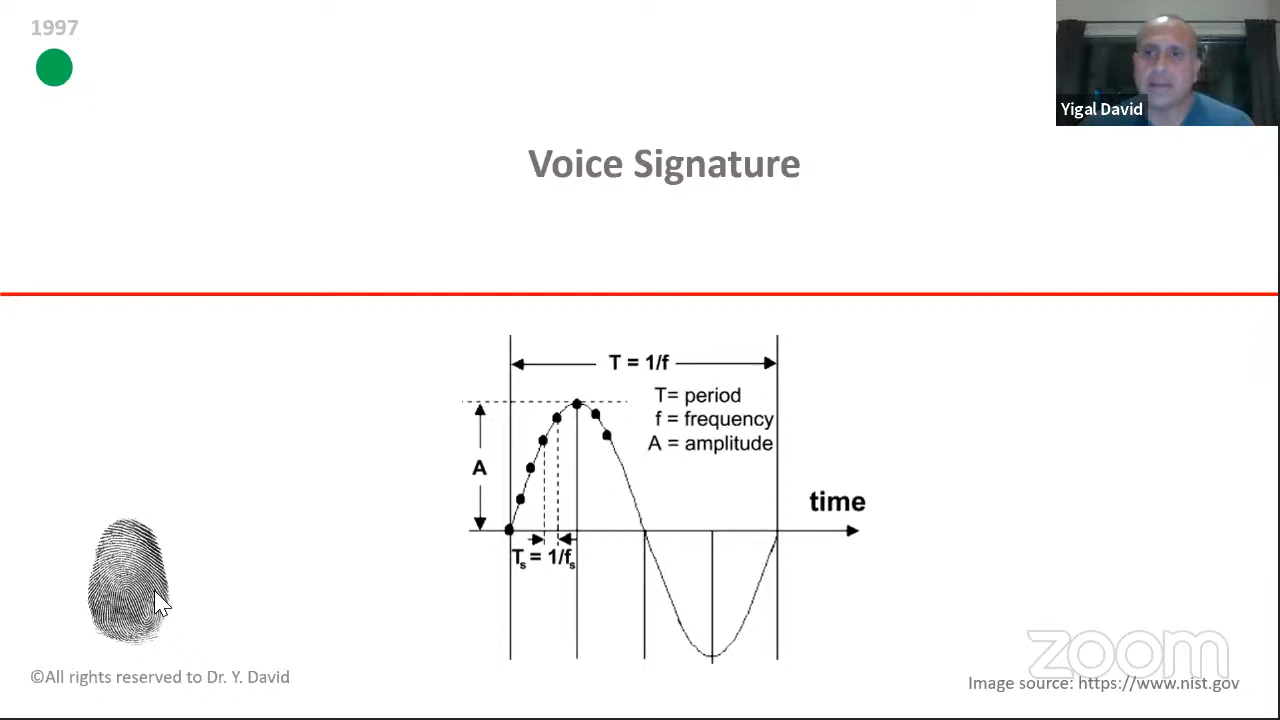 1997
Yigal David
Voice Signature
T = 1/f
T= period
f = frequency
A = amplitude
A
time
Tₛ = 1/fₛ
zoom
©All rights reserved to Dr. Y. David
Image source: https://www.nist.gov